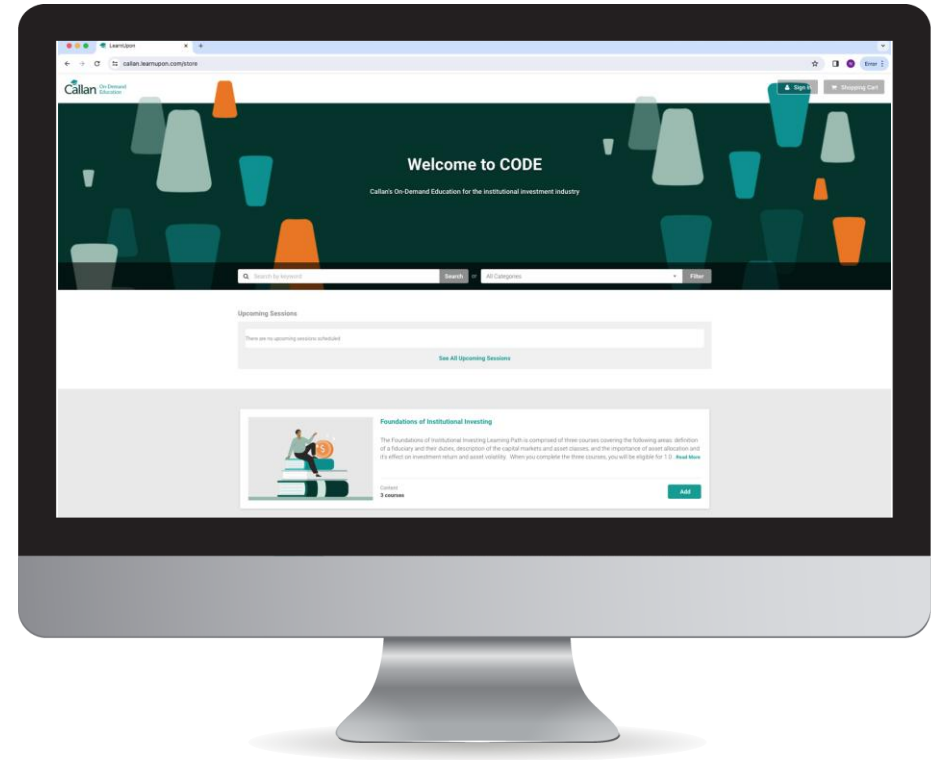 LearnUpon
callan.learnupon.com/store
Error
Callan On-Demand
Education
Sign In
Shopping Cart
Welcome to CODE
Callan's On-Demand Education for the institutional investment industry
Search by keyword
Search or All Categories Filter
Upcoming Sessions
There are no upcoming sessions scheduled
See All Upcoming Sessions
Foundations of Institutional Investing
The Foundations of Institutional Investing Learning Path is comprised of three courses covering the following areas: definition
of a fiduciary and their duties; description of the capital markets and asset classes; and the importance of asset allocation and
it's effect on investment return and asset volatility. When you complete the three courses, you will be eligible for 1.0 Read More
Content
3 courses
Add